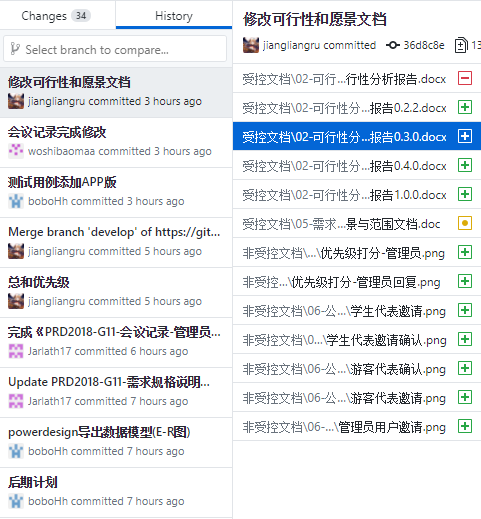 Changes 34
History
Select branch to compare...
修改可行性和愿景文档
jiangliangru committed 3 hours ago
会议记录完成修改
woshibaomaa committed 3 hours ago
测试用例添加APP版
boboHh committed 3 hours ago
Merge branch 'develop' of https://git...
jiangliangru committed 5 hours ago
总和优先级
jiangliangru committed 5 hours ago
完成《PRD2018-G11-会议记录-管理员...
Jarlath17 committed 6 hours ago
Update PRD2018-G11-需求规格说明...
Jarlath17 committed 7 hours ago
powerdesign导出数据模型(E-R图)
boboHh committed 7 hours ago
后期计划
boboHh committed 7 hours ago
修改可行性和愿景文档
jiangliangru committed 36d8c8e 13
受控文档\02-可行...行性分析报告.docx
受控文档\02-可行性分...报告0.2.2.docx
受控文档\02-可行性分...报告0.3.0.docx
受控文档\02-可行性分...报告0.4.0.docx
受控文档\02-可行性分...报告1.0.0.docx
受控文档\05-需求...景与范围文档.doc
非受控文档\...\优先级打分-管理员.png
非受控...\优先级打分-管理员回复.png
非受控文档\06-公...\学生代表邀请.png
非受控文档\0...\学生代表邀请确认.png
非受控文档\06-...\游客代表确认.png
非受控文档\06-公...\游客代表邀请.png
非受控文档\06-...\管理员用户邀请.png